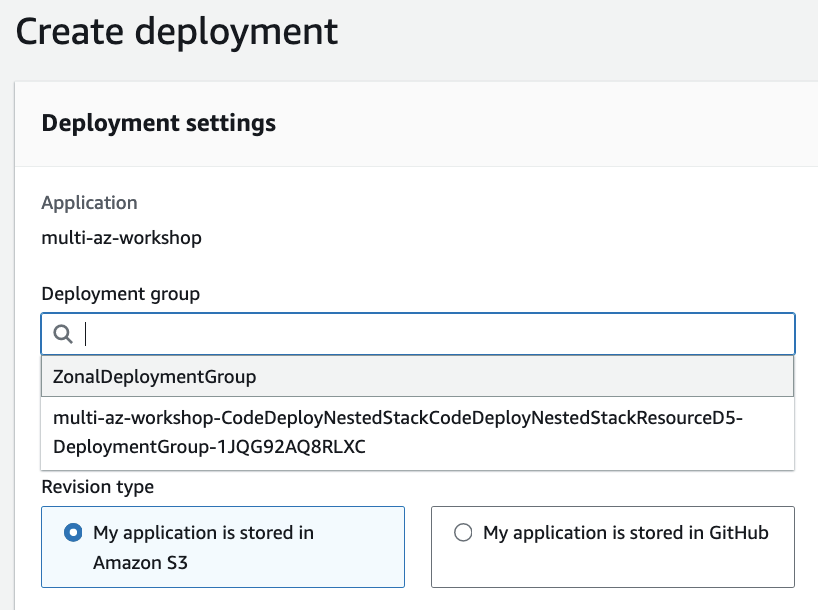 Create deployment
Deployment settings
Application
multi-az-workshop
Deployment group
ZonalDeploymentGroup
multi-az-workshop-CodeDeployNestedStackCodeDeployNestedStackResourceD5-
DeploymentGroup-1JQG92AQ8RLXC
Revision type
My application is stored in
Amazon S3
My application is stored in GitHub